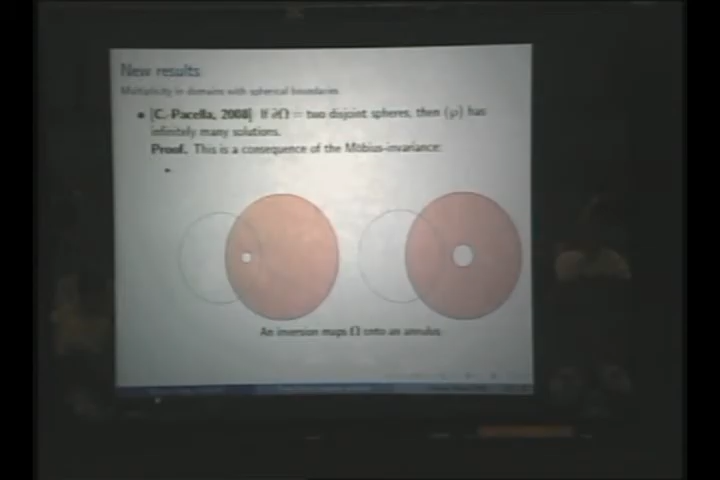 New results
Multiplicity in domains with spherical boundaries
• [C.-Pacella, 2008] If ∂Ω = two disjoint spheres, then (℘) has
infinitely many solutions.
Proof. This is a consequence of the Möbius-invariance:
An inversion maps Ω onto an annulus